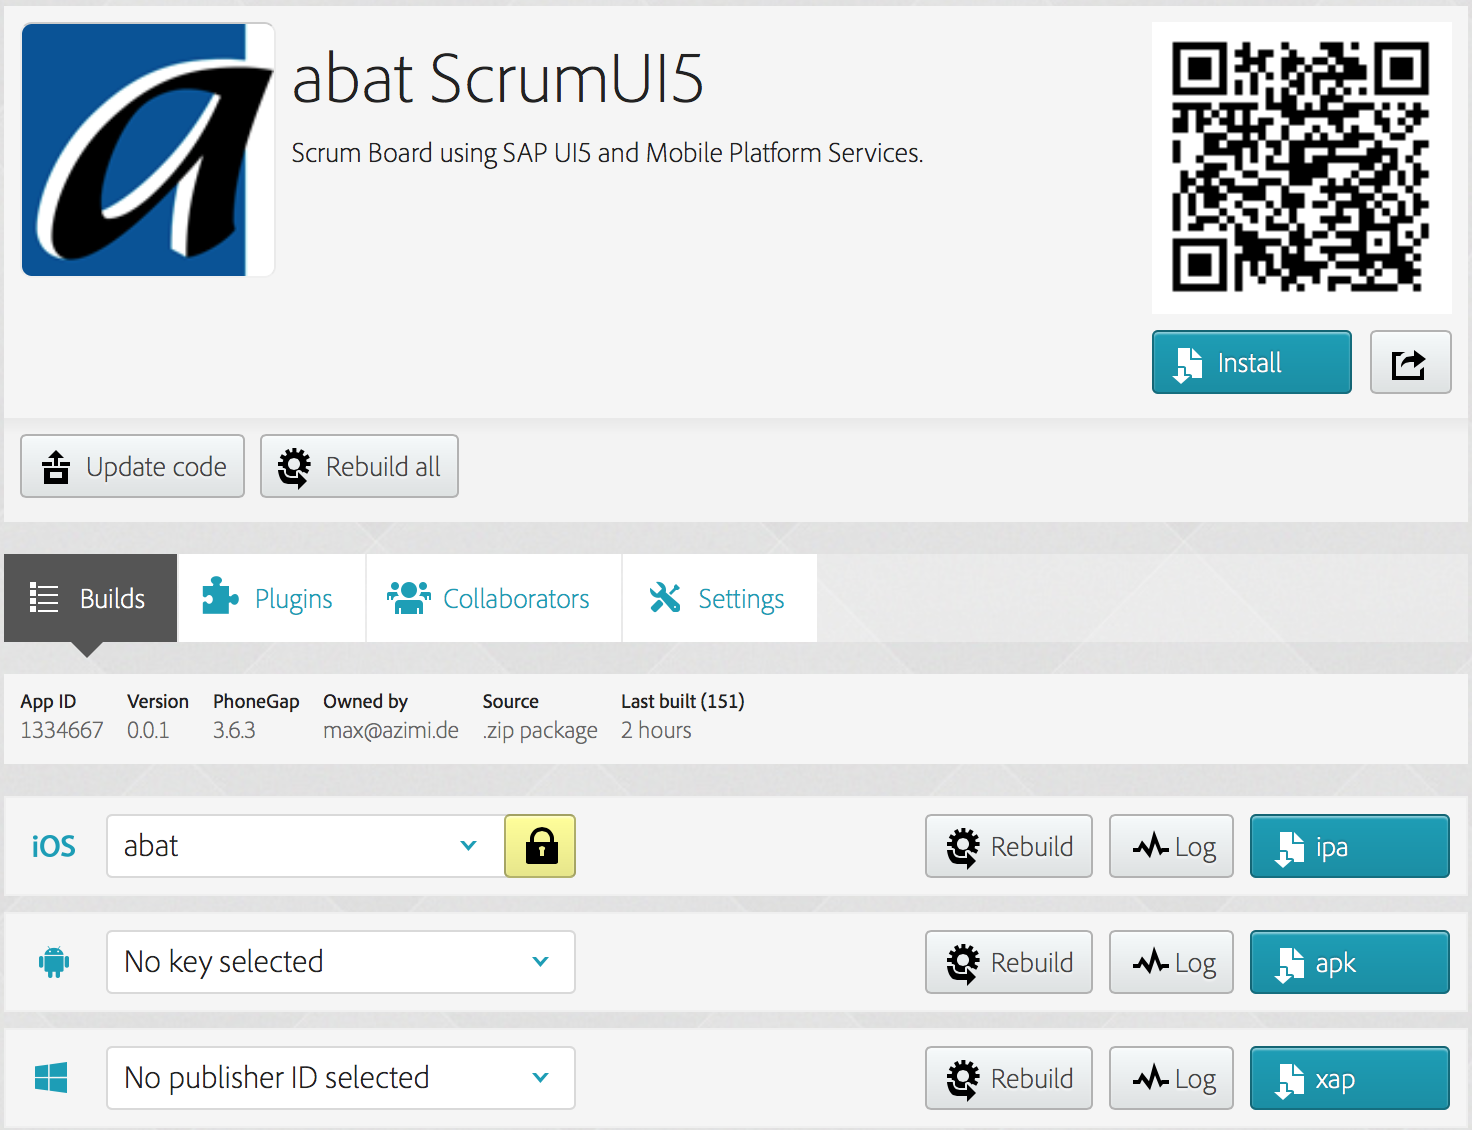 abat ScrumUI5
Scrum Board using SAP UI5 and Mobile Platform Services.
Install
Update code
Rebuild all
Builds
Plugins
Collaborators
Settings
App ID Version PhoneGap Owned by Source Last built (151)
1334667 0.0.1 3.6.3 max@azimi.de .zip package 2 hours
iOS abat Rebuild Log ipa
No key selected Rebuild Log apk
No publisher ID selected Rebuild Log xap